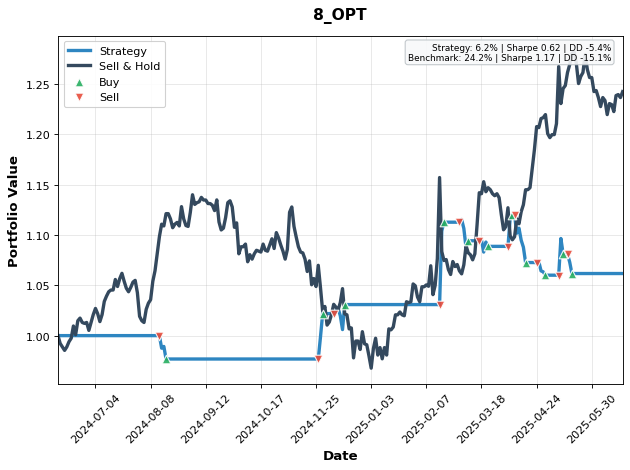 8_OPT
Strategy: 6.2% | Sharpe 0.62 | DD -5.4%
Benchmark: 24.2% | Sharpe 1.17 | DD -15.1%
Strategy
Sell & Hold
Buy
Sell
Portfolio Value
1.25
1.20
1.15
1.10
1.05
1.00
2024-07-04
2024-08-08
2024-09-12
2024-10-17
2024-11-25
2025-01-03
2025-02-07
2025-03-18
2025-04-24
2025-05-30
Date